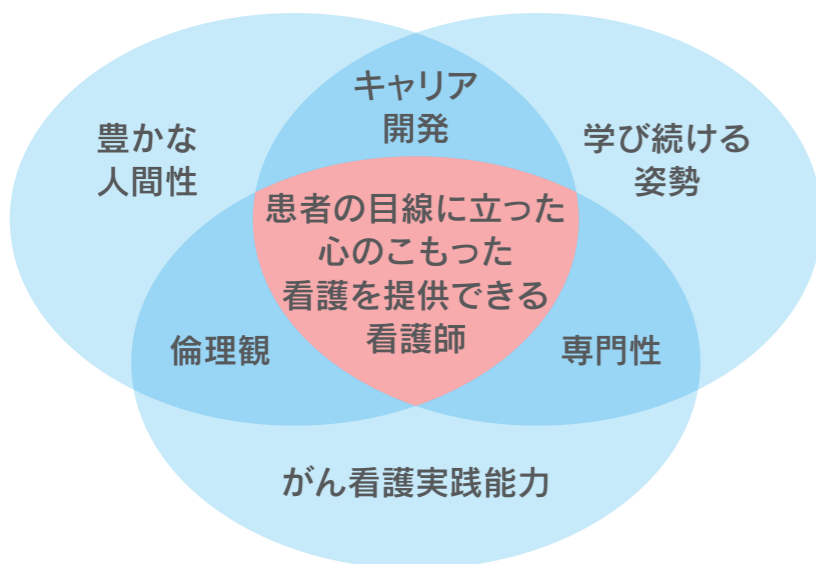 キャリア
開発
豊かな
人間性
学び続ける
姿勢
患者の目線に立った
心のこもった
看護を提供できる
看護師
倫理観
専門性
がん看護実践能力